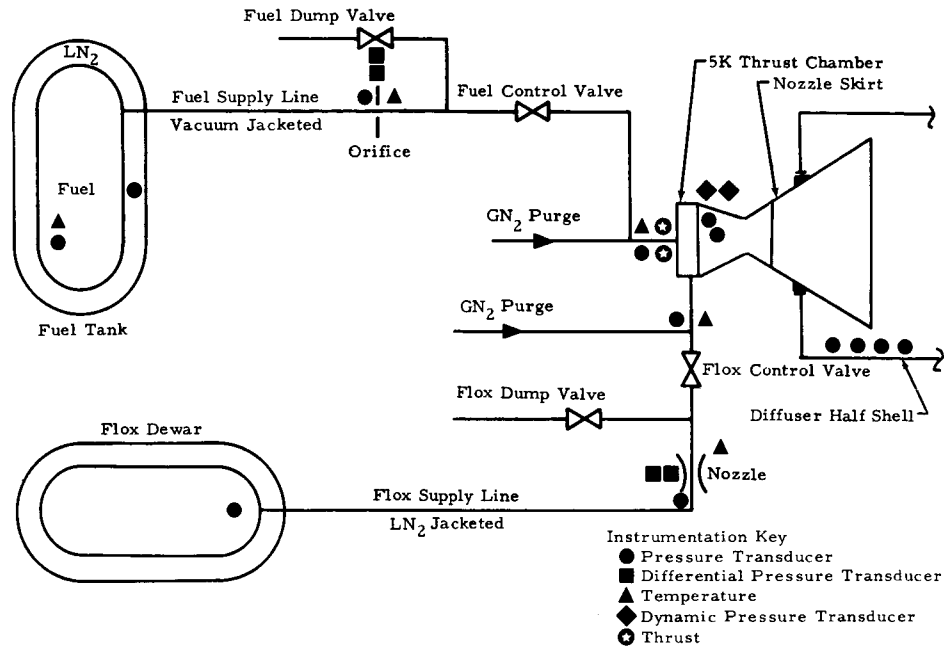 Fuel Dump Valve
LN2
5K Thrust Chamber
Nozzle Skirt
Fuel Supply Line
Fuel Control Valve
Vacuum Jacketed
Orifice
Fuel
GN2 Purge
Fuel Tank
GN2 Purge
Flox Control Valve
Flox Dump Valve
Diffuser Half Shell
Flox Dewar
Nozzle
Flox Supply Line
LN2 Jacketed
Instrumentation Key
Pressure Transducer
Differential Pressure Transducer
Temperature
Dynamic Pressure Transducer
Thrust